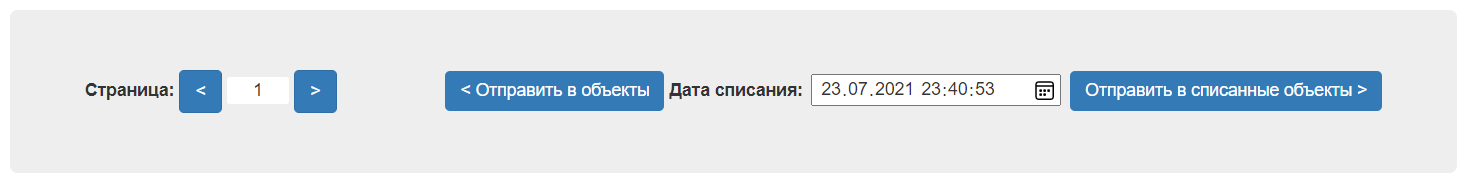 Страница: < 1 > < Отправить в объекты Дата списания: 23.07.2021 23:40:53 Отправить в списанные объекты >